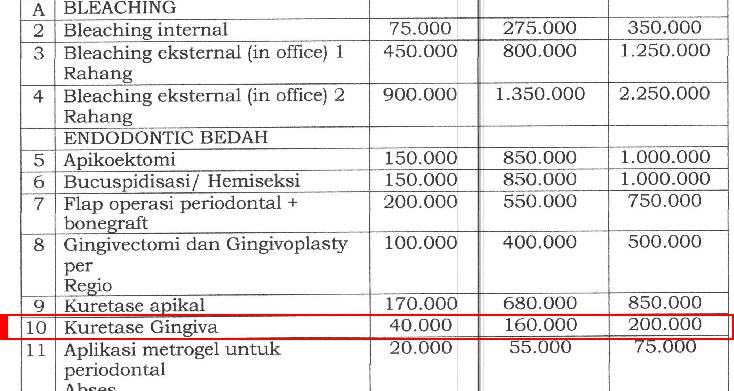 A BLEACHING
2 Bleaching internal 75.000 275.000 350.000
3 Bleaching eksternal (in office) 1 450.000 800.000 1.250.000
Rahang
4 Bleaching eksternal (in office) 2 900.000 1.350.000 2.250.000
Rahang
ENDODONTIC BEDAH
5 Apikoektomi 150.000 850.000 1.000.000
6 Bucuspidisasi/ Hemiseksi 150.000 850.000 1.000.000
7 Flap operasi periodontal + 200.000 550.000 750.000
bonegraft
8 Gingivectomi dan Gingivoplasty 100.000 400.000 500.000
per
Regio
9 Kuretase apikal 170.000 680.000 850.000
10 Kuretase Gingiva 40.000 160.000 200.000
11 Aplikasi metrogel untuk 20.000 55.000 75.000
periodontal
Abses